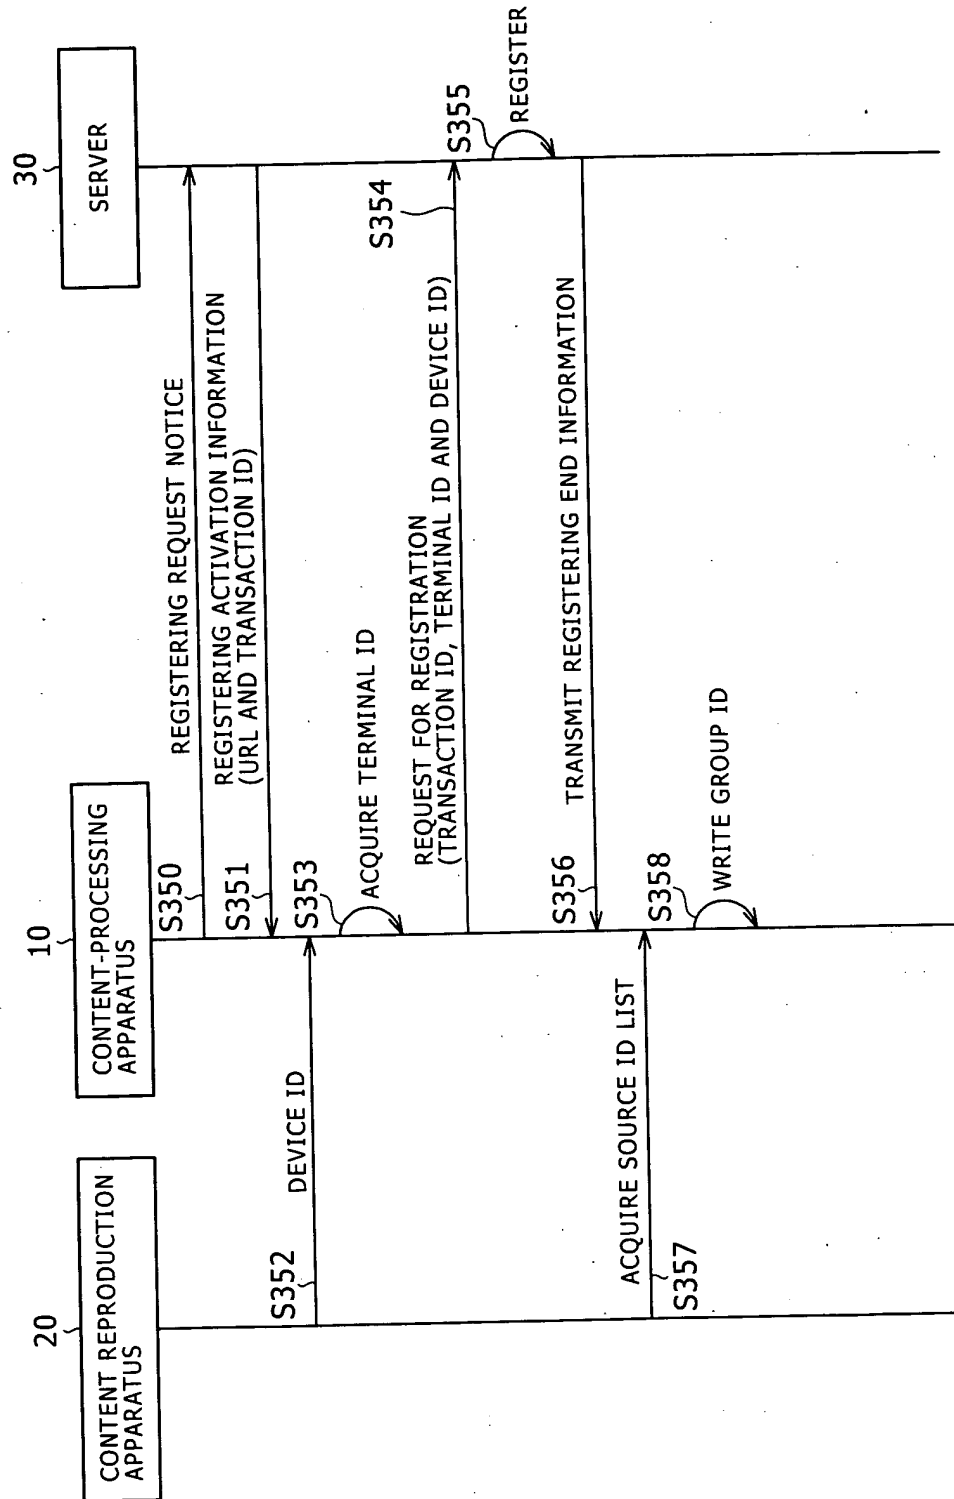 20
CONTENT REPRODUCTION
APPARATUS
10
CONTENT-PROCESSING
APPARATUS
30
SERVER
S350
REGISTERING REQUEST NOTICE
REGISTERING ACTIVATION INFORMATION
(URL AND TRANSACTION ID)
S351
DEVICE ID
S352
S353
ACQUIRE TERMINAL ID
REQUEST FOR REGISTRATION
(TRANSACTION ID, TERMINAL ID AND DEVICE ID)
S354
S355
REGISTER
TRANSMIT REGISTERING END INFORMATION
S356
ACQUIRE SOURCE ID LIST
S357
S358
WRITE GROUP ID